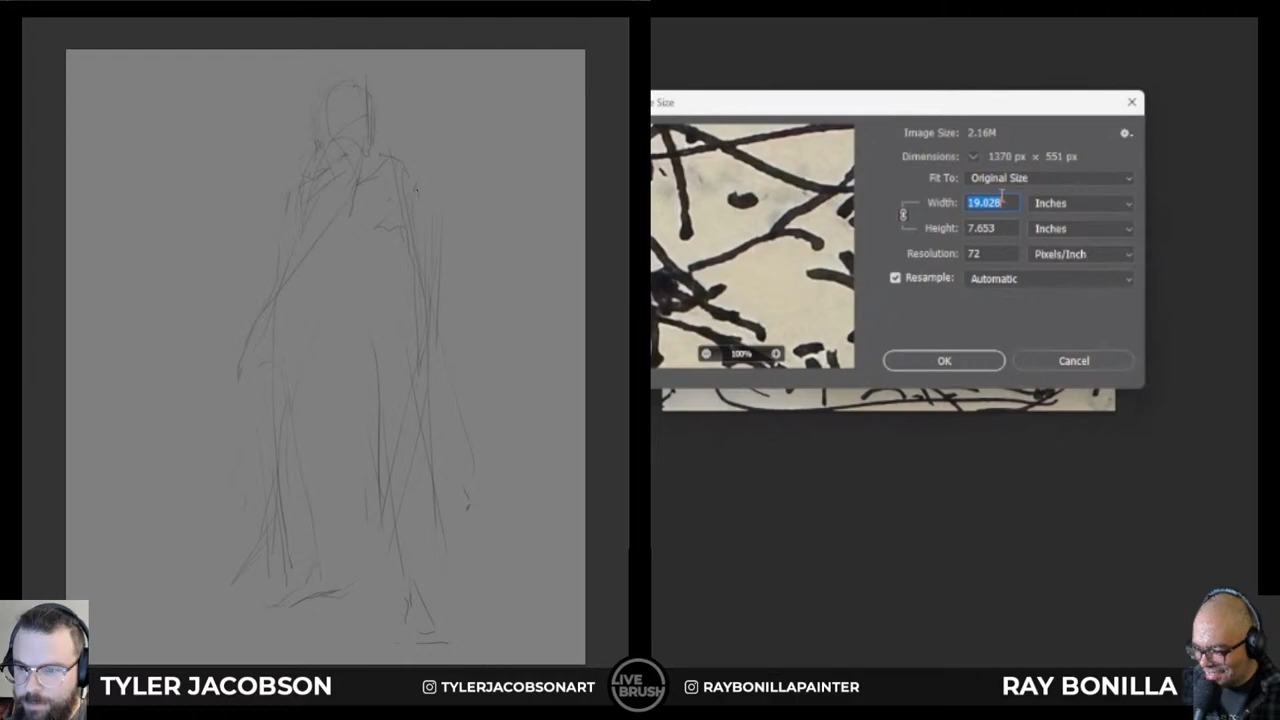 e Size
Image Size: 2.16M
Dimensions: 1370 px × 551 px
Fit To: Original Size
Width: 19.028 Inches
Height: 7.653 Inches
Resolution: 72 Pixels/Inch
Resample: Automatic
100%
OK Cancel
TYLER JACOBSON TYLERJACOBSONART LIVE BRUSH RAYBONILLAPAINTER RAY BONILLA